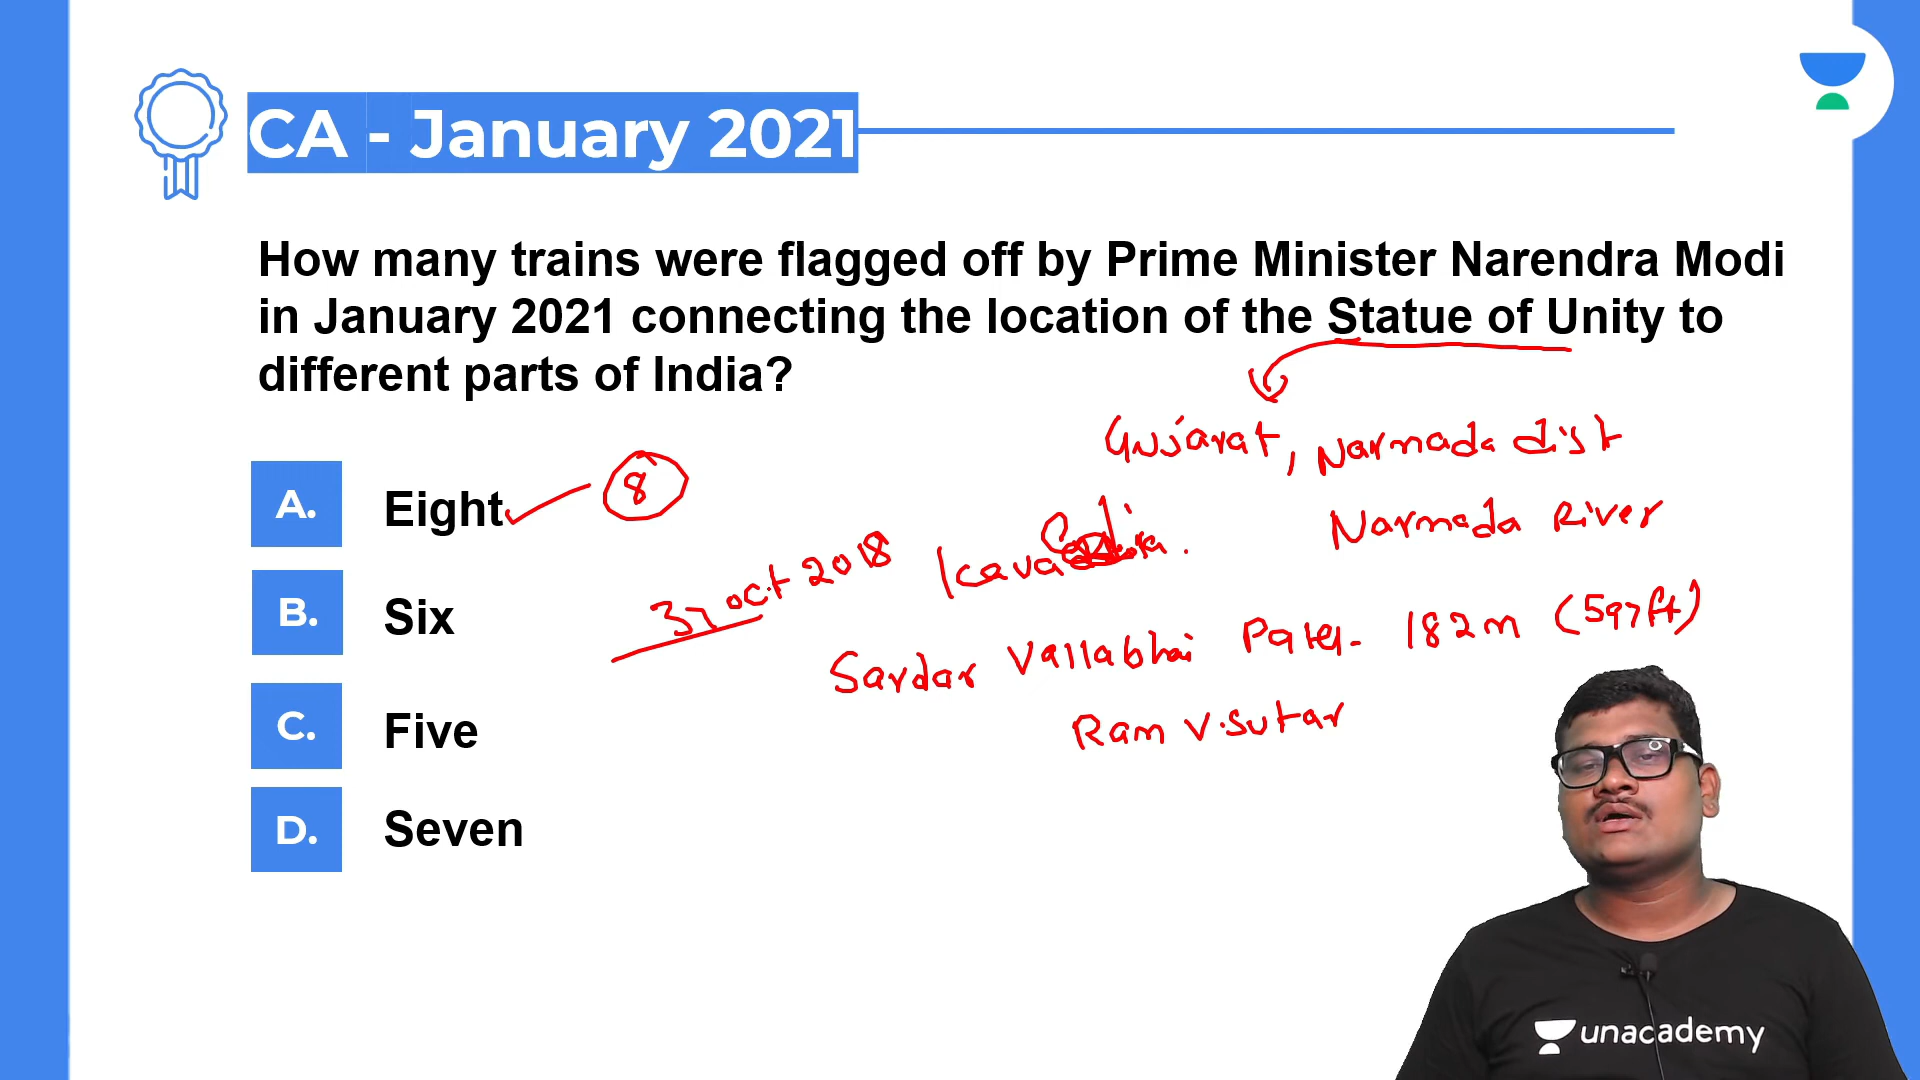 CA - January 2021
How many trains were flagged off by Prime Minister Narendra Modi
in January 2021 connecting the location of the Statue of Unity to
different parts of India?
Gujarat, Narmada dist
A. Eight 8
Narmada River
31 oct 2018
B. Six
Sardar Vallabhai Patel - 182m (597ft)
Ram V. Sutar
C. Five
D. Seven
unacademy